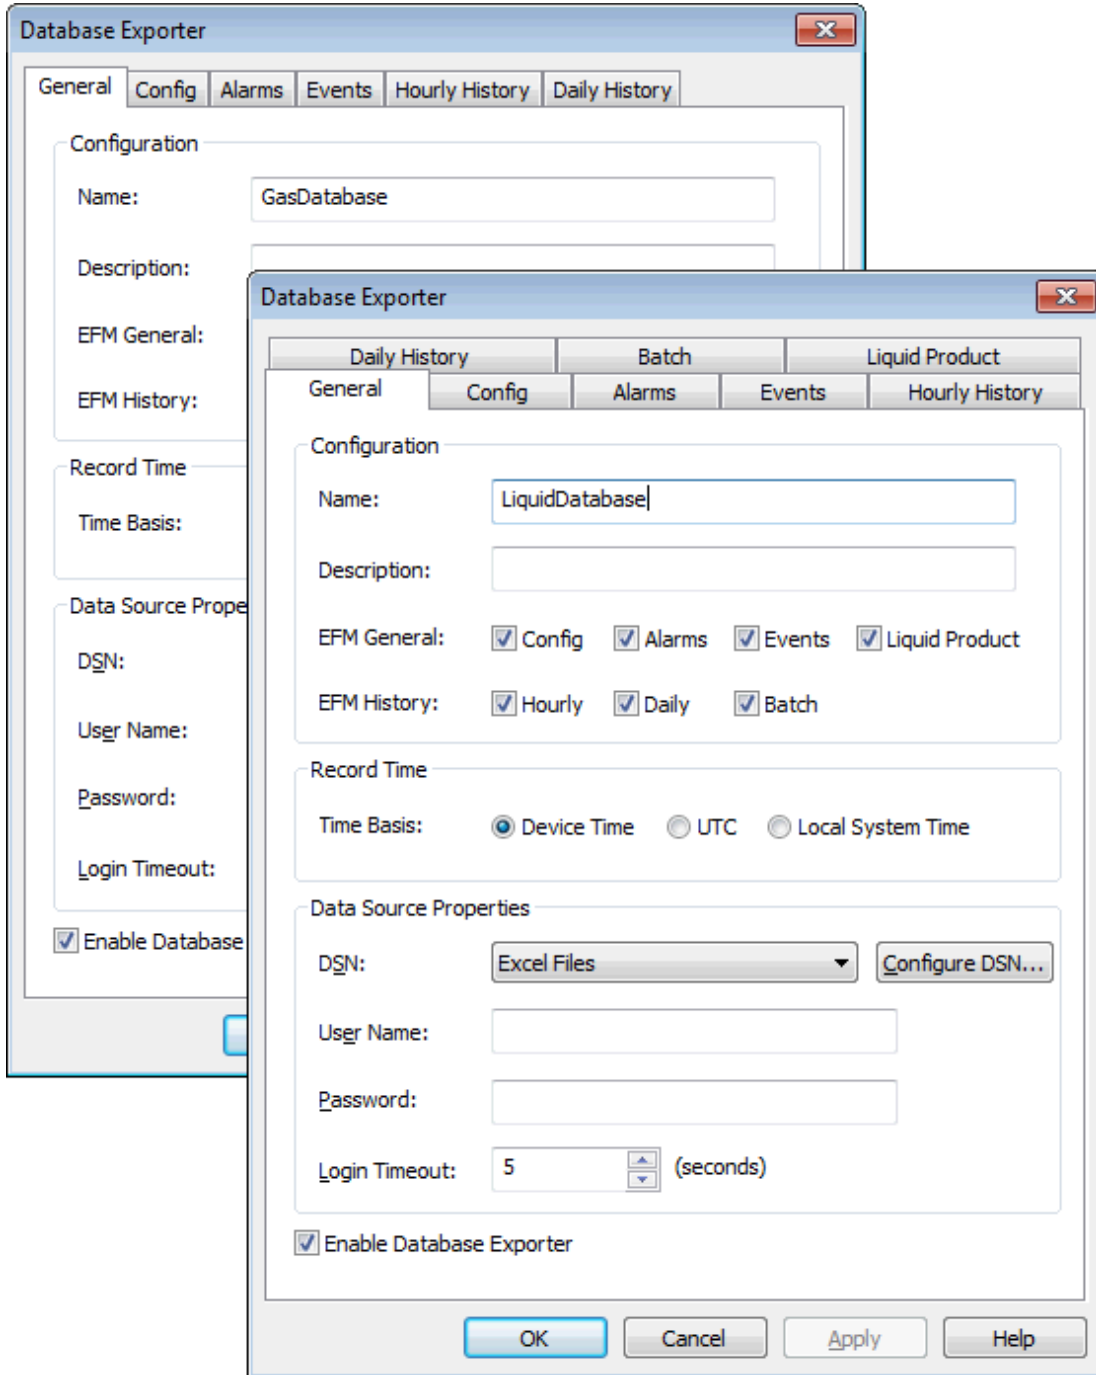 Database Exporter
General Config Alarms Events Hourly History Daily History
Configuration
Name: GasDatabase
Description:
EFM General:
EFM History:
Record Time
Time Basis:
Data Source Prope
DSN:
User Name:
Password:
Login Timeout:
Enable Database
Database Exporter
Daily History Batch Liquid Product
General Config Alarms Events Hourly History
Configuration
Name: LiquidDatabase
Description:
EFM General: Config Alarms Events Liquid Product
EFM History: Hourly Daily Batch
Record Time
Time Basis: Device Time UTC Local System Time
Data Source Properties
DSN: Excel Files Configure DSN...
User Name:
Password:
Login Timeout: 5 (seconds)
Enable Database Exporter
OK Cancel Apply Help